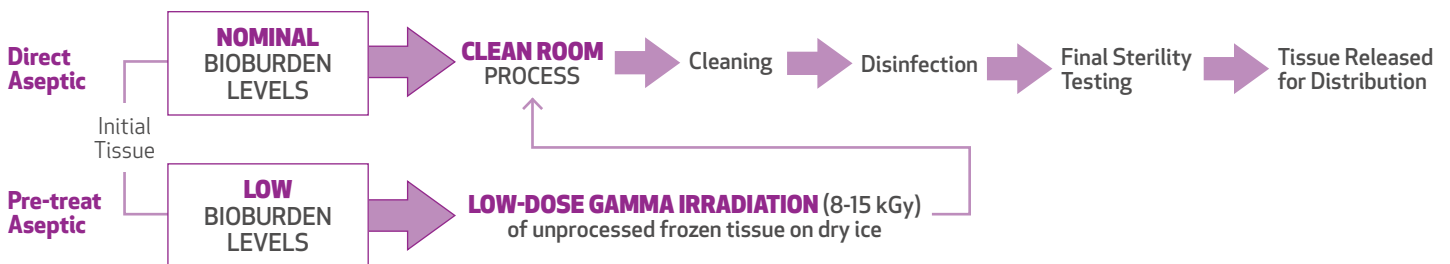 Direct
Aseptic
NOMINAL
BIOBURDEN
LEVELS
CLEAN ROOM
PROCESS
Cleaning
Disinfection
Final Sterility
Testing
Tissue Released
for Distribution
Initial
Tissue
Pre-treat
Aseptic
LOW
BIOBURDEN
LEVELS
LOW-DOSE GAMMA IRRADIATION (8-15 kGy)
of unprocessed frozen tissue on dry ice